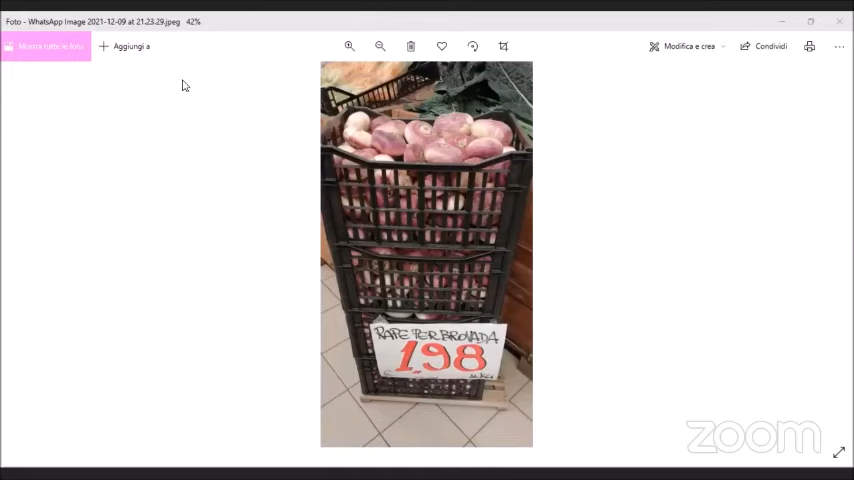 Foto - WhatsApp Image 2021-12-09 at 21.23.29.jpeg 42%
Mostra tutte le foto
Aggiungi a
Modifica e crea
Condividi
RAPE PER BROVADA
1,98
zoom